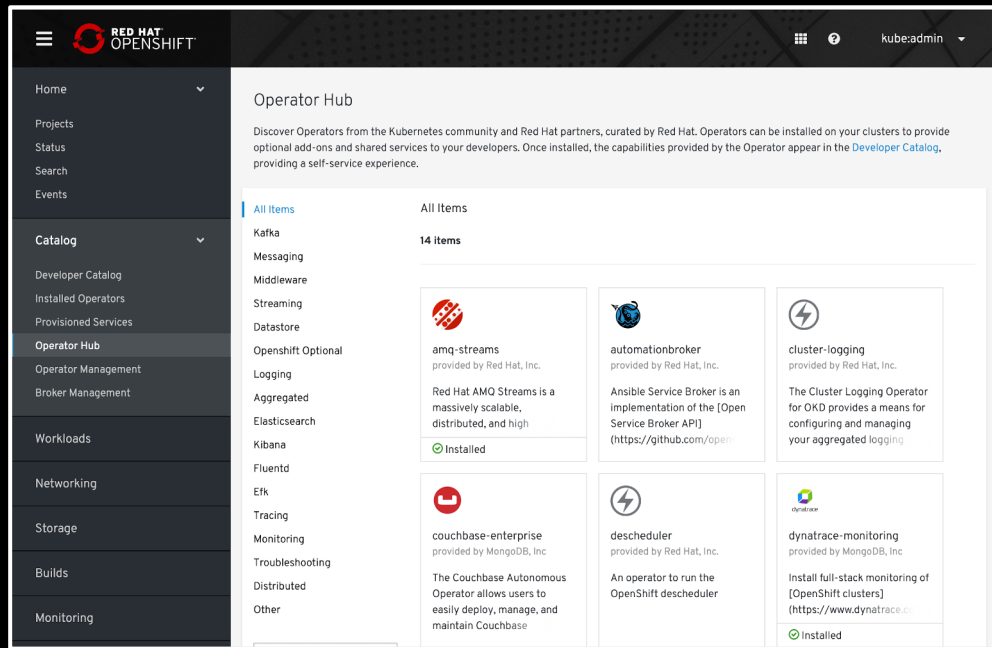 RED HAT
OPENSHIFT
kube:admin
Home
Projects
Status
Search
Events
Catalog
Developer Catalog
Installed Operators
Provisioned Services
Operator Hub
Operator Management
Broker Management
Workloads
Networking
Storage
Builds
Monitoring
Operator Hub
Discover Operators from the Kubernetes community and Red Hat partners, curated by Red Hat. Operators can be installed on your clusters to provide
optional add-ons and shared services to your developers. Once installed, the capabilities provided by the Operator appear in the Developer Catalog,
providing a self-service experience.
All Items
Kafka
Messaging
Middleware
Streaming
Datastore
Openshift Optional
Logging
Aggregated
Elasticsearch
Kibana
Fluentd
Efk
Tracing
Monitoring
Troubleshooting
Distributed
Other
All Items
14 items
amq-streams
provided by Red Hat, Inc.
Red Hat AMQ Streams is a
massively scalable,
distributed, and high
Installed
automationbroker
provided by Red Hat, Inc.
Ansible Service Broker is an
implementation of the [Open
Service Broker API]
(https://github.com/open
cluster-logging
provided by Red Hat, Inc.
The Cluster Logging Operator
for OKD provides a means for
configuring and managing
your aggregated logging
couchbase-enterprise
provided by MongoDB, Inc
The Couchbase Autonomous
Operator allows users to
easily deploy, manage, and
maintain Couchbase
descheduler
provided by Red Hat, Inc.
An operator to run the
OpenShift descheduler
dynatrace
dynatrace-monitoring
provided by MongoDB, Inc
Install full-stack monitoring of
[OpenShift clusters]
(https://www.dynatrace.c
Installed